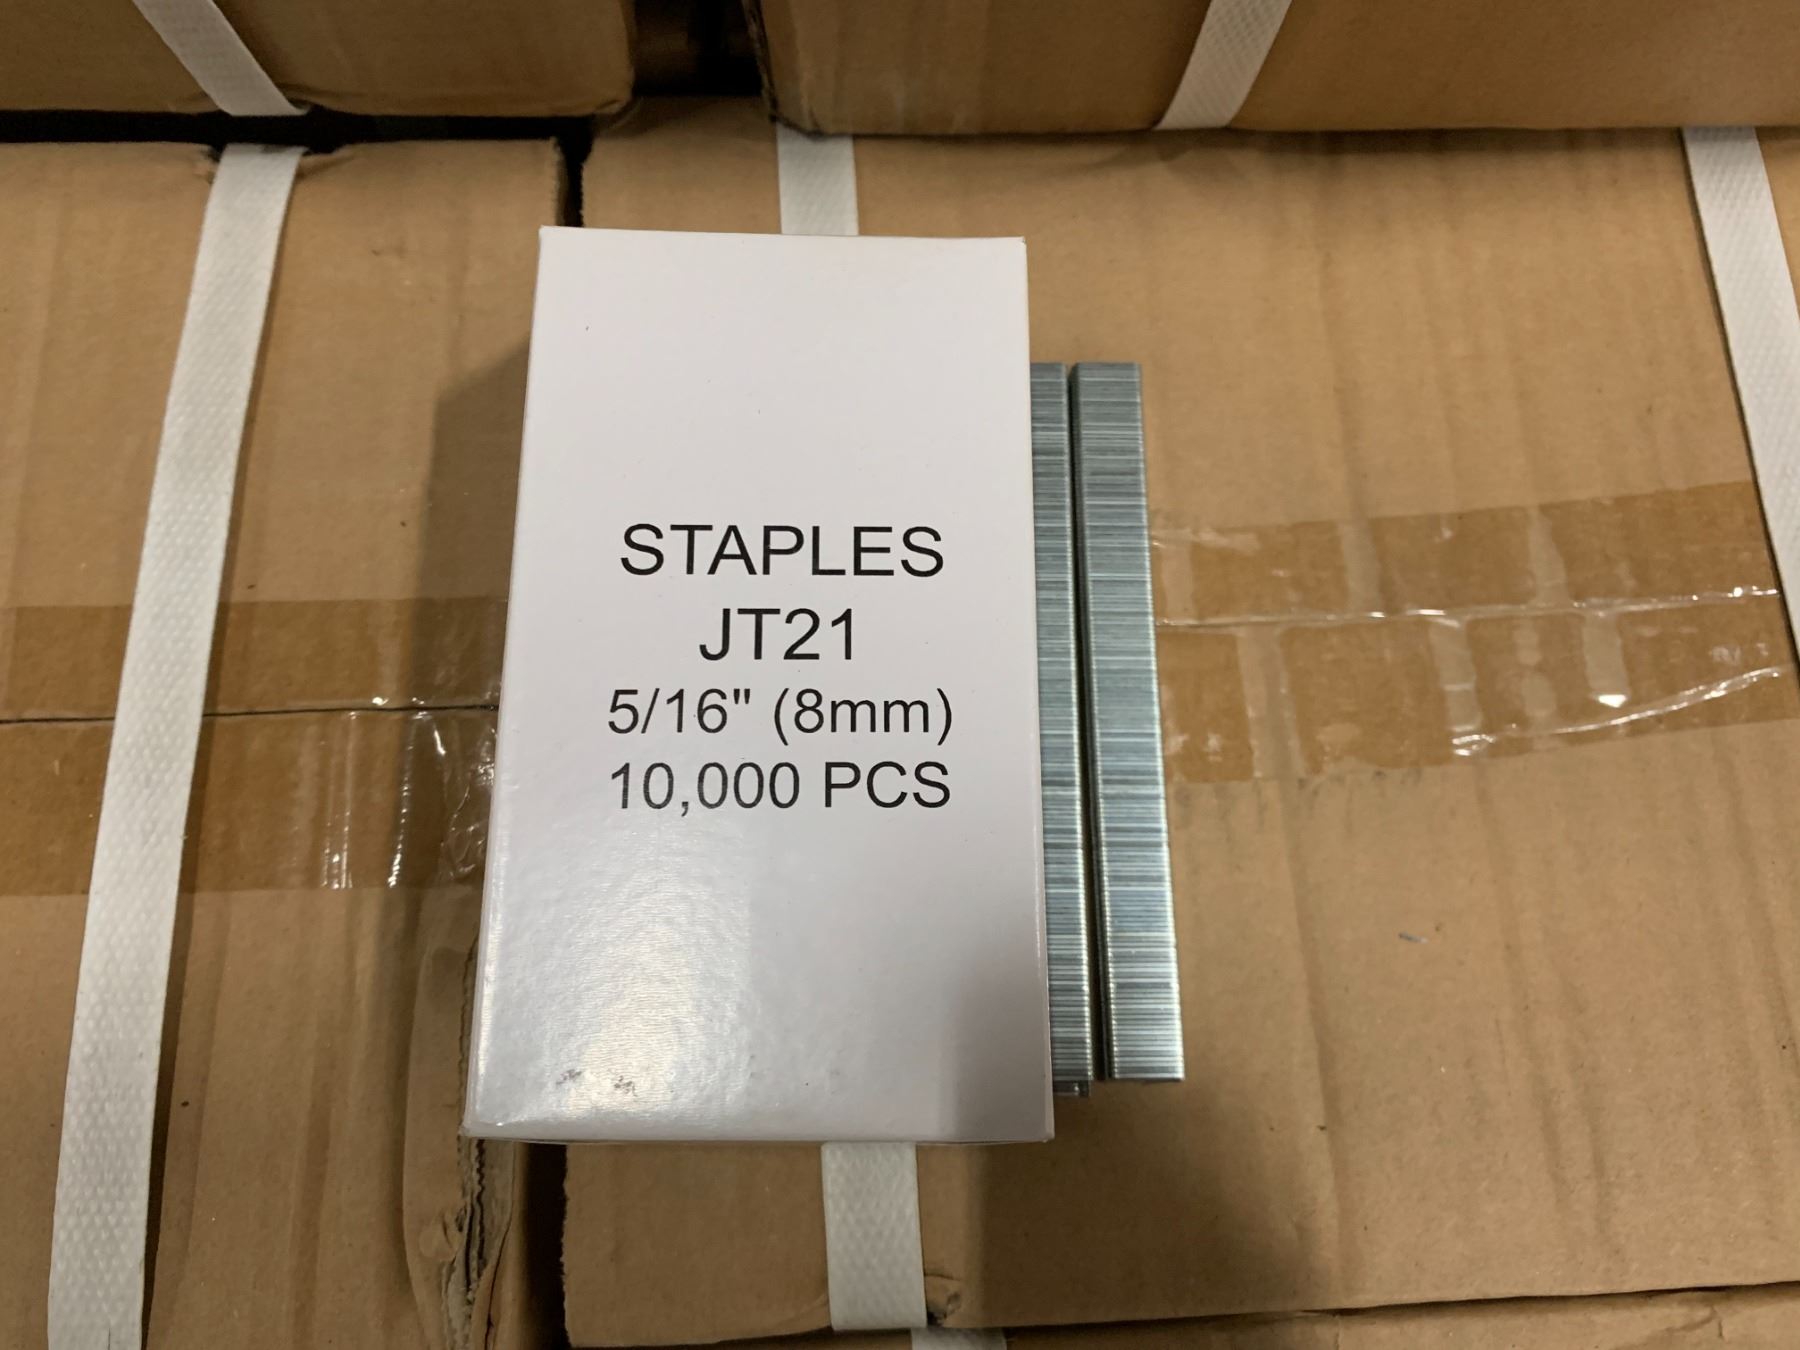 STAPLES
JT21
5/16" (8mm)
10,000 PCS